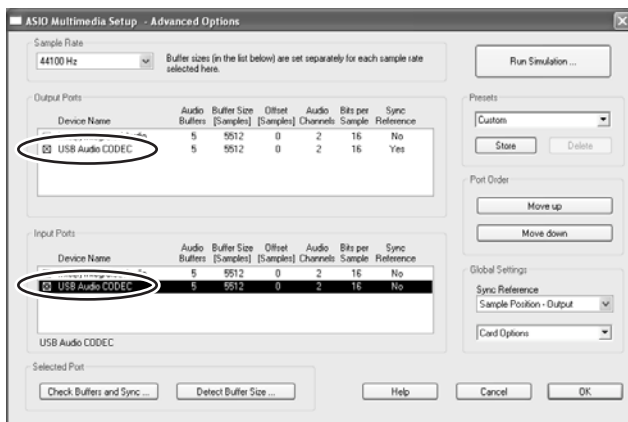 ASIO Multimedia Setup - Advanced Options
Sample Rate
44100 Hz
Buffer sizes (in the list below) are set separately for each sample rate
selected here.
Run Simulation ...
Output Ports
Device Name Audio Buffers Buffer Size [Samples] Offset [Samples] Audio Channels Bits per Sample Sync Reference
5 5512 0 2 16 No
USB Audio CODEC 5 5512 0 2 16 Yes
Presets
Custom
Store Delete
Port Order
Move up
Move down
Input Ports
Device Name Audio Buffers Buffer Size [Samples] Offset [Samples] Audio Channels Bits per Sample Sync Reference
5 5512 0 2 16 No
USB Audio CODEC 5 5512 0 2 16 No
USB Audio CODEC
Global Settings
Sync Reference
Sample Position - Output
Card Options
Selected Port
Check Buffers and Sync ... Detect Buffer Size ... Help Cancel OK